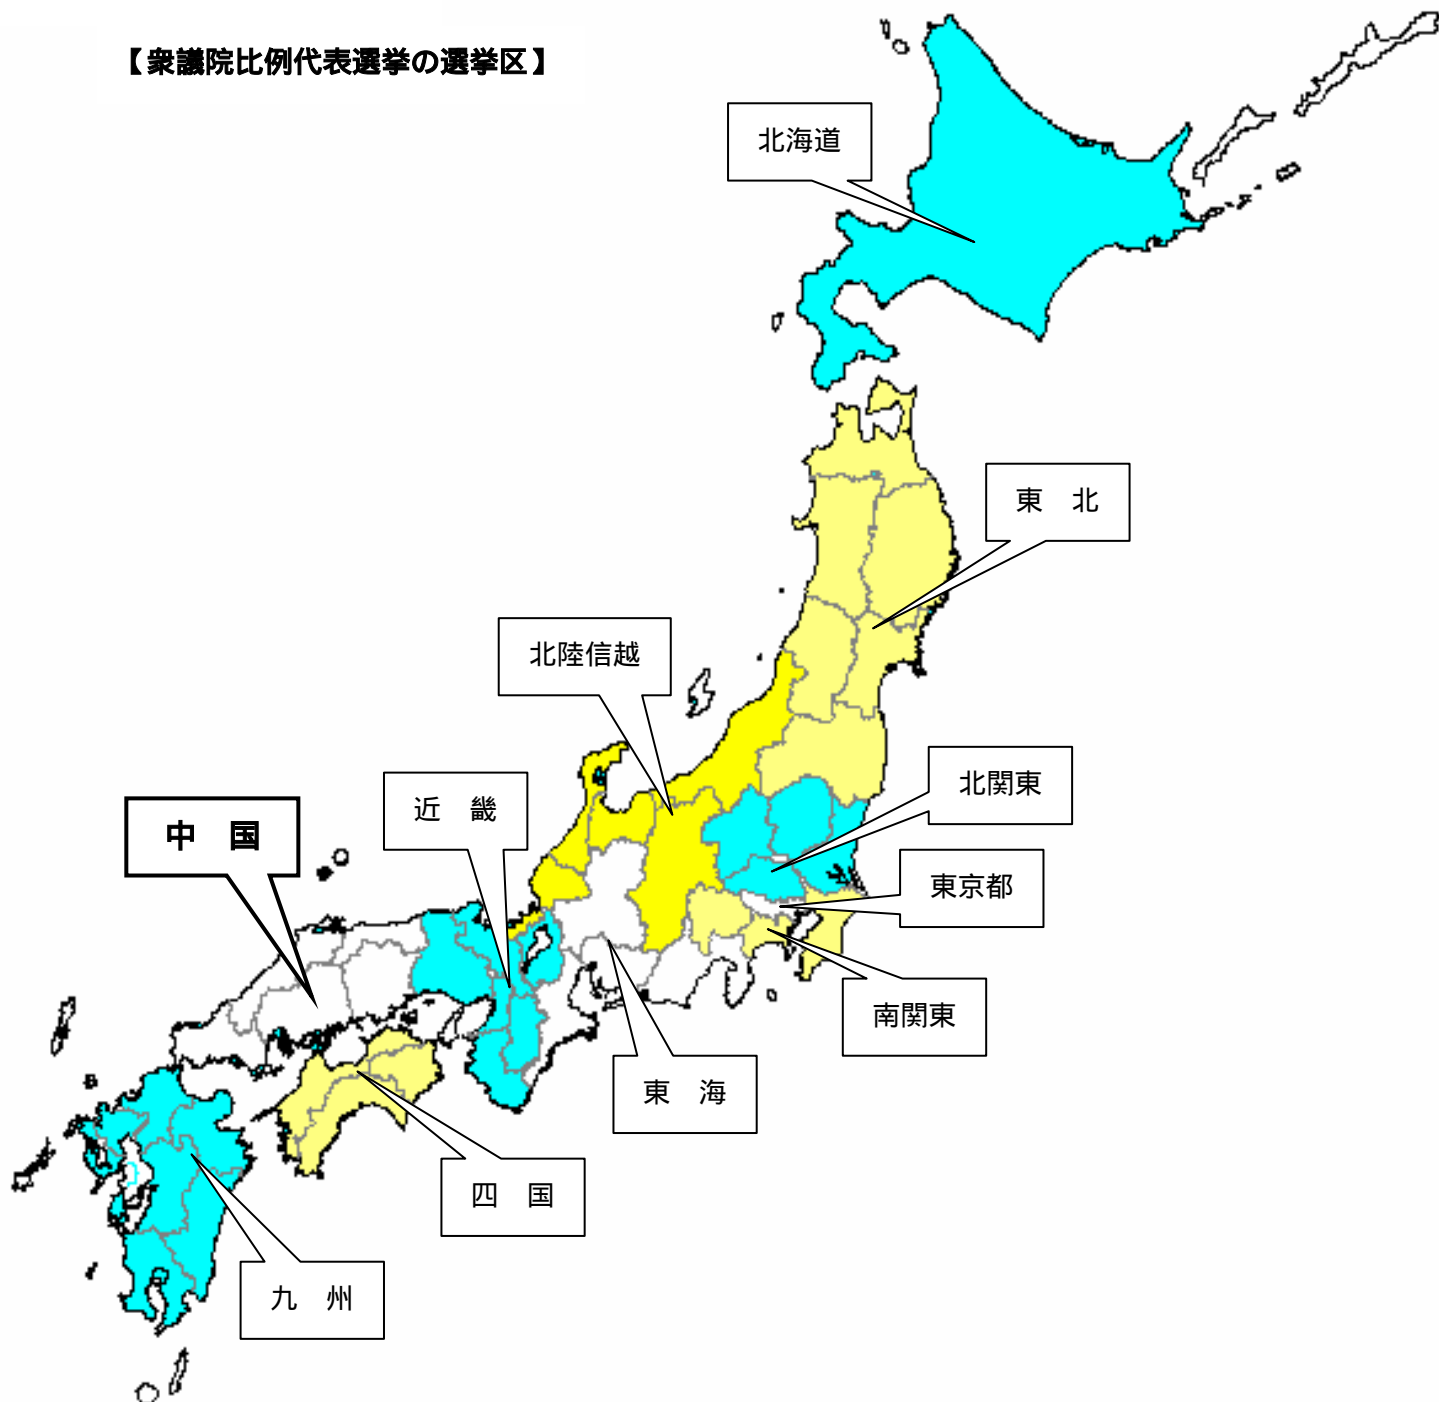 【衆議院比例代表選挙の選挙区】
北海道
東　北
北陸信越
北関東
近　畿
中　国
東京都
南関東
東　海
四　国
九　州